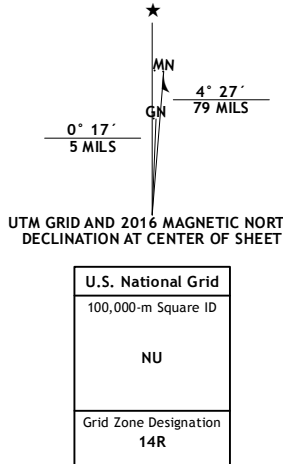 MN
4° 27´
79 MILS
GN
0° 17´
5 MILS
UTM GRID AND 2016 MAGNETIC NORT
DECLINATION AT CENTER OF SHEET
U.S. National Grid
100,000-m Square ID
NU
Grid Zone Designation
14R